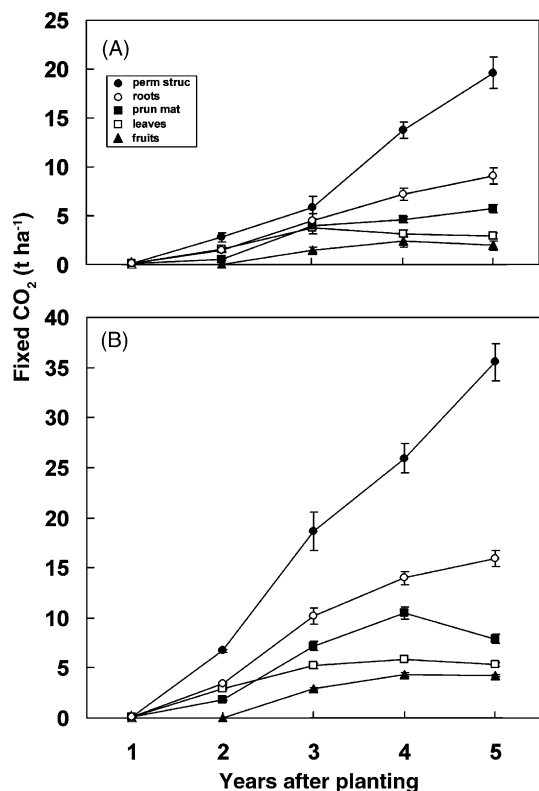 25
(A)
20
perm struc
roots
prun mat
leaves
fruits
15
10
5
0
Fixed CO₂ (t ha⁻¹)
40
(B)
35
30
25
20
15
10
5
0
1 2 3 4 5
Years after planting